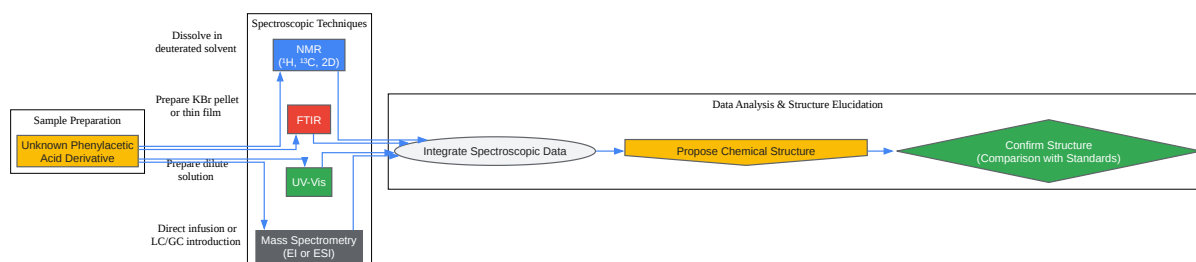 Spectroscopic Techniques
Dissolve in
deuterated solvent
NMR
(¹H, ¹³C, 2D)
Prepare KBr pellet
or thin film
FTIR
Sample Preparation
Unknown Phenylacetic
Acid Derivative
Prepare dilute
solution
UV-Vis
Direct infusion or
LC/GC introduction
Mass Spectrometry
(EI or ESI)
Data Analysis & Structure Elucidation
Integrate Spectroscopic Data
Propose Chemical Structure
Confirm Structure
(Comparison with Standards)